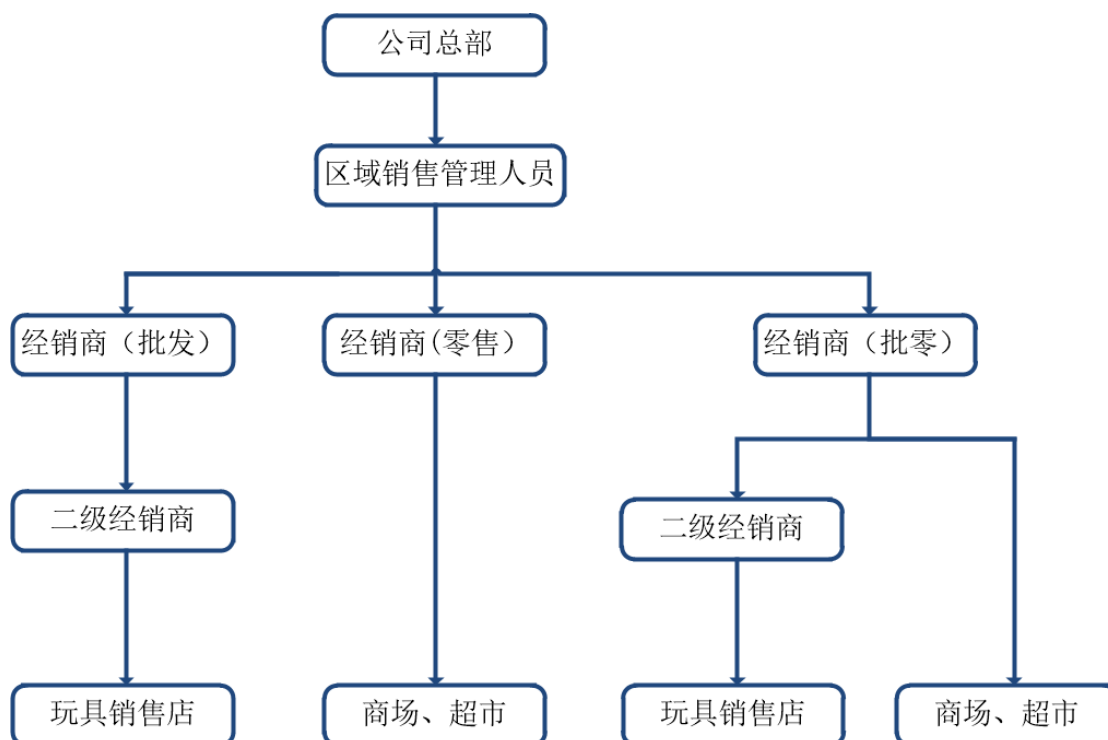 公司总部
区域销售管理人员
经销商（批发）
经销商(零售）
经销商（批零）
二级经销商
二级经销商
玩具销售店
商场、超市
玩具销售店
商场、超市